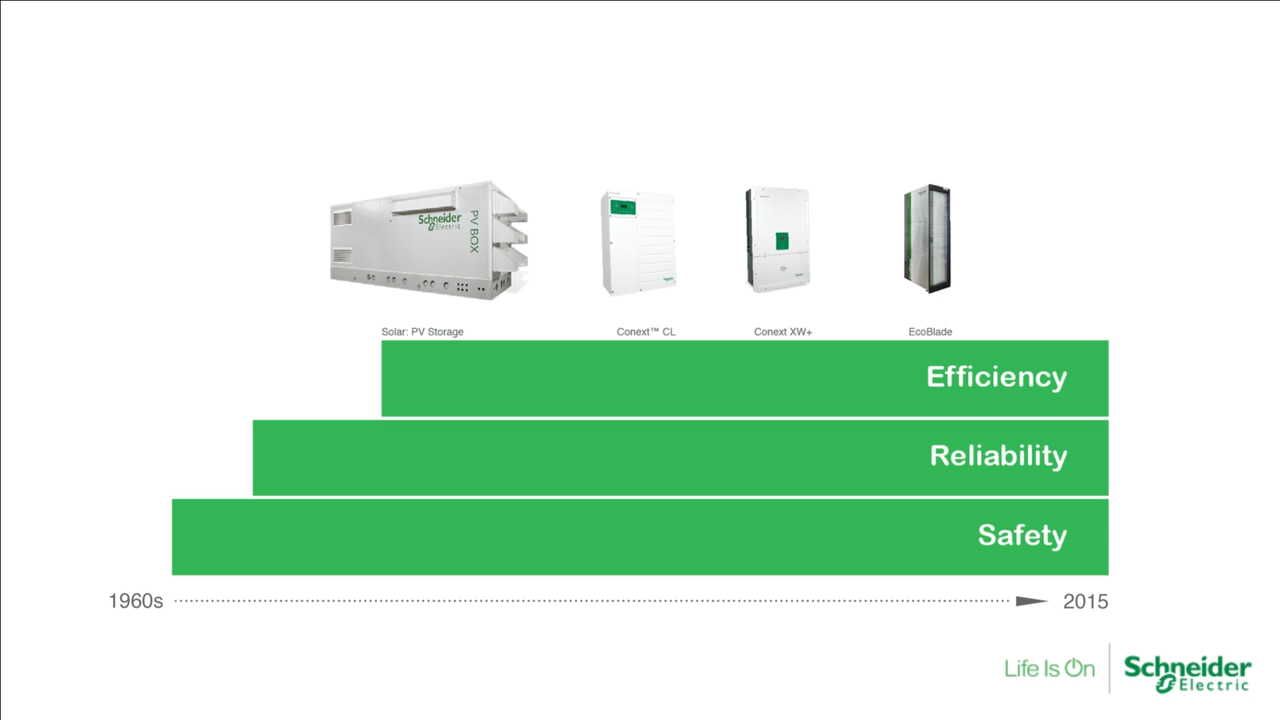 Schneider
Electric
PV BOX
Solar: PV Storage
Conext™ CL
Conext XW+
EcoBlade
Efficiency
Reliability
Safety
1960s
2015
Life Is On
Schneider
Electric